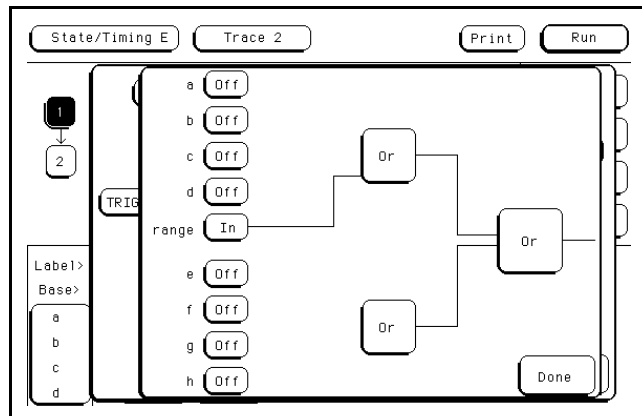 State/Timing E Trace 2 Print Run
a Off
b Off
c Off
d Off
range In
e Off
f Off
g Off
h Off
Or
Or
Or
Done
1
2
TRIG
Label>
Base>
a
b
c
d